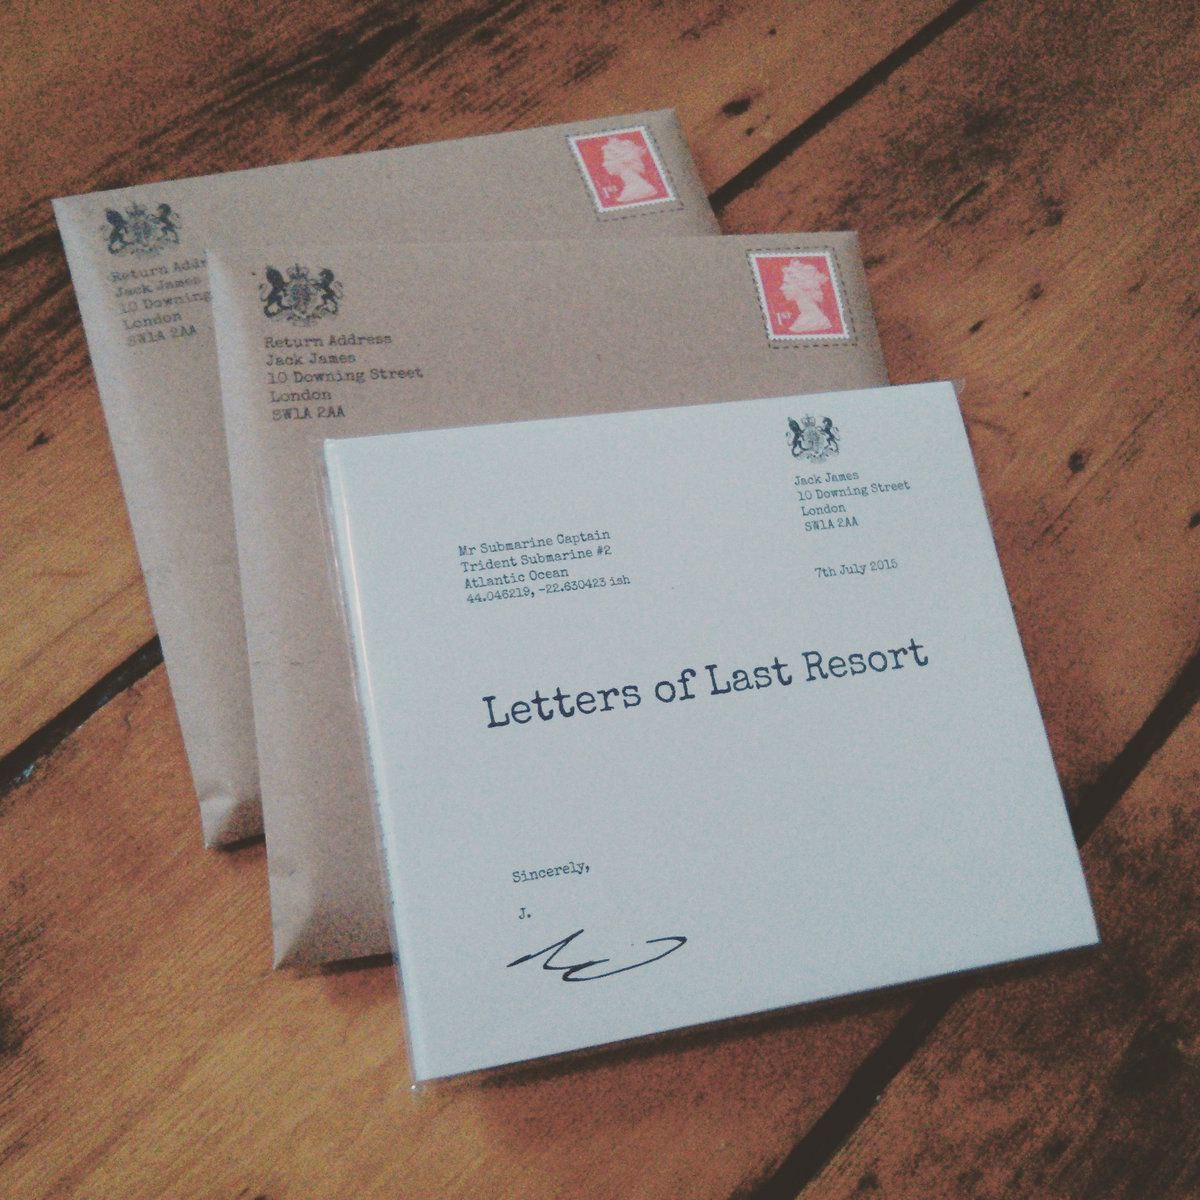 1st
Return Addr
Jack James
10 Downing
London
SW1A 2AA
1st
Return Address
Jack James
10 Downing Street
London
SW1A 2AA
Jack James
10 Downing Street
London
SW1A 2AA
Mr Submarine Captain
Trident Submarine #2
Atlantic Ocean
44.046219, -22.630423 ish
7th July 2015
Letters of Last Resort
Sincerely,
J.